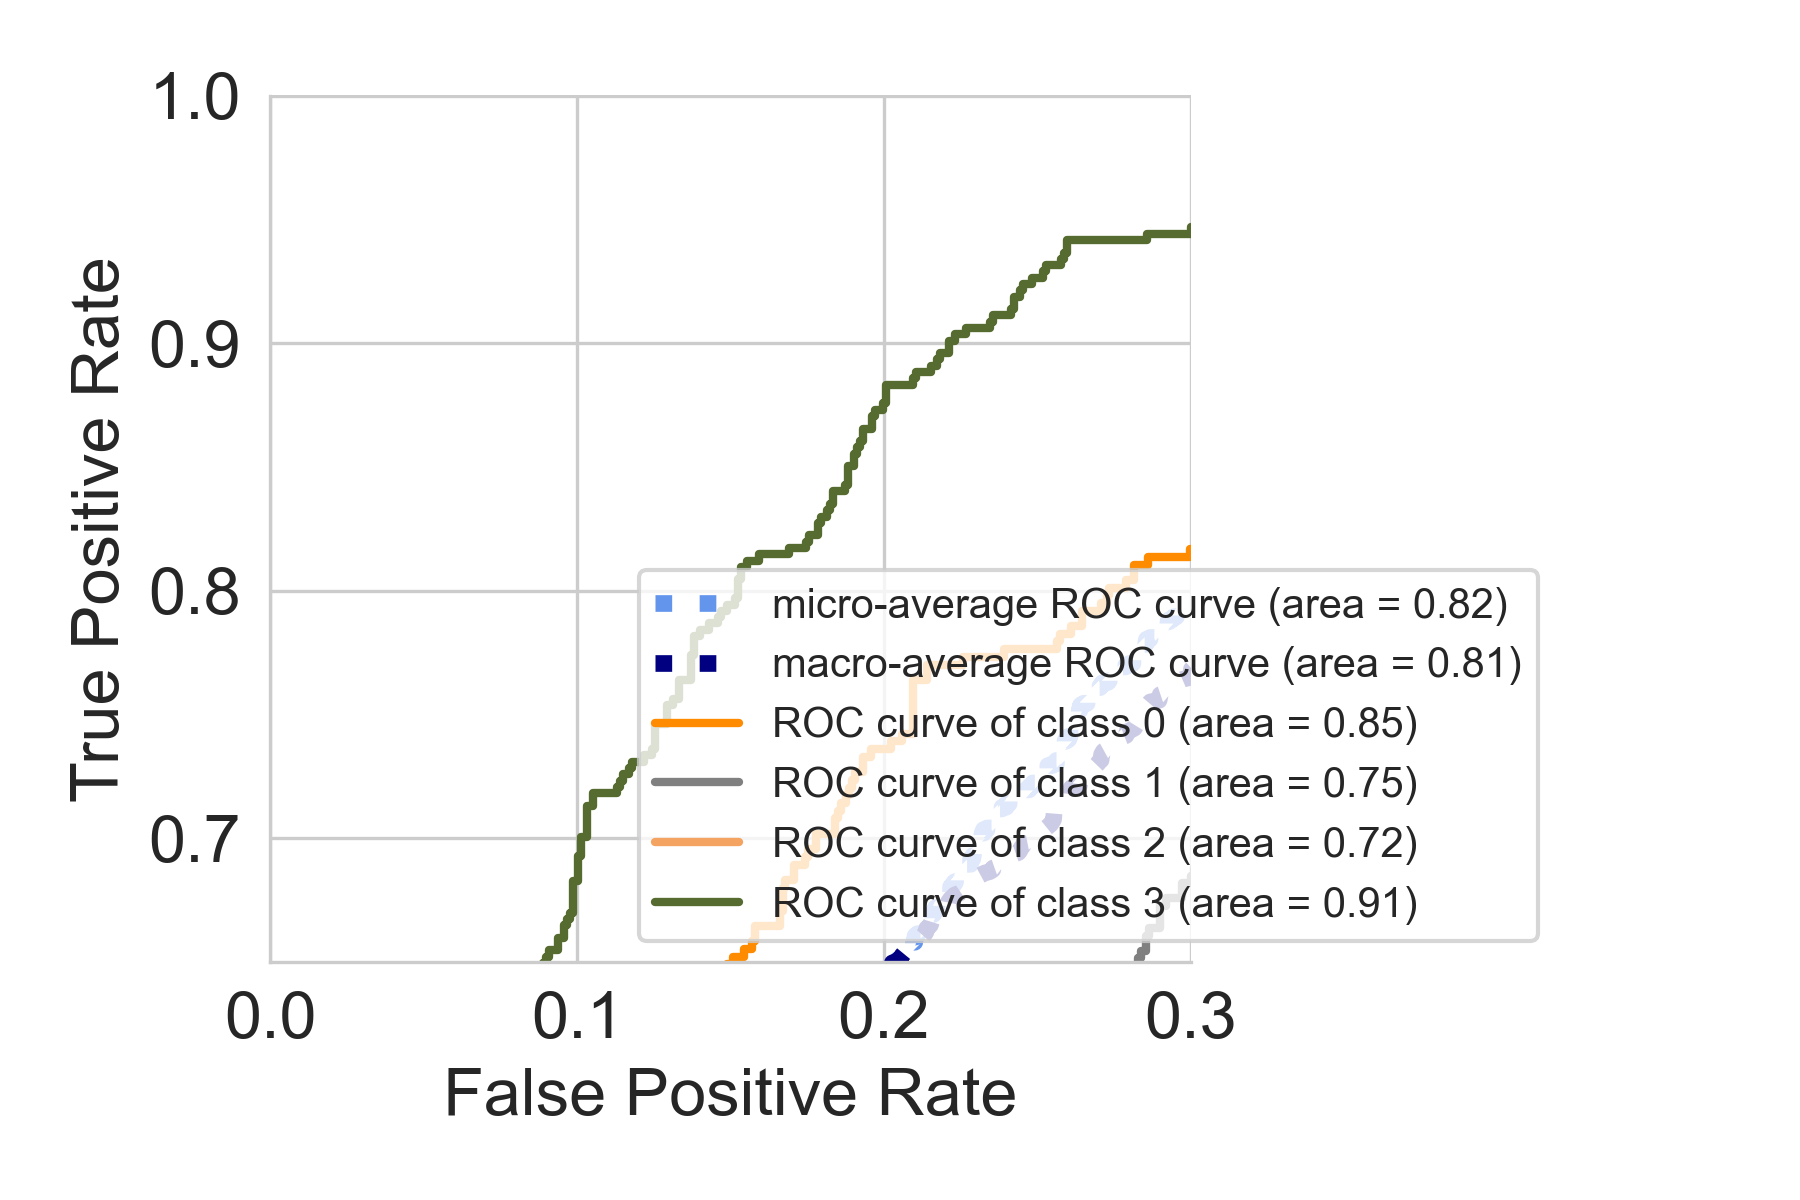 1.0
0.9
0.8
0.7
True Positive Rate
micro-average ROC curve (area = 0.82)
macro-average ROC curve (area = 0.81)
ROC curve of class 0 (area = 0.85)
ROC curve of class 1 (area = 0.75)
ROC curve of class 2 (area = 0.72)
ROC curve of class 3 (area = 0.91)
0.0 0.1 0.2 0.3
False Positive Rate